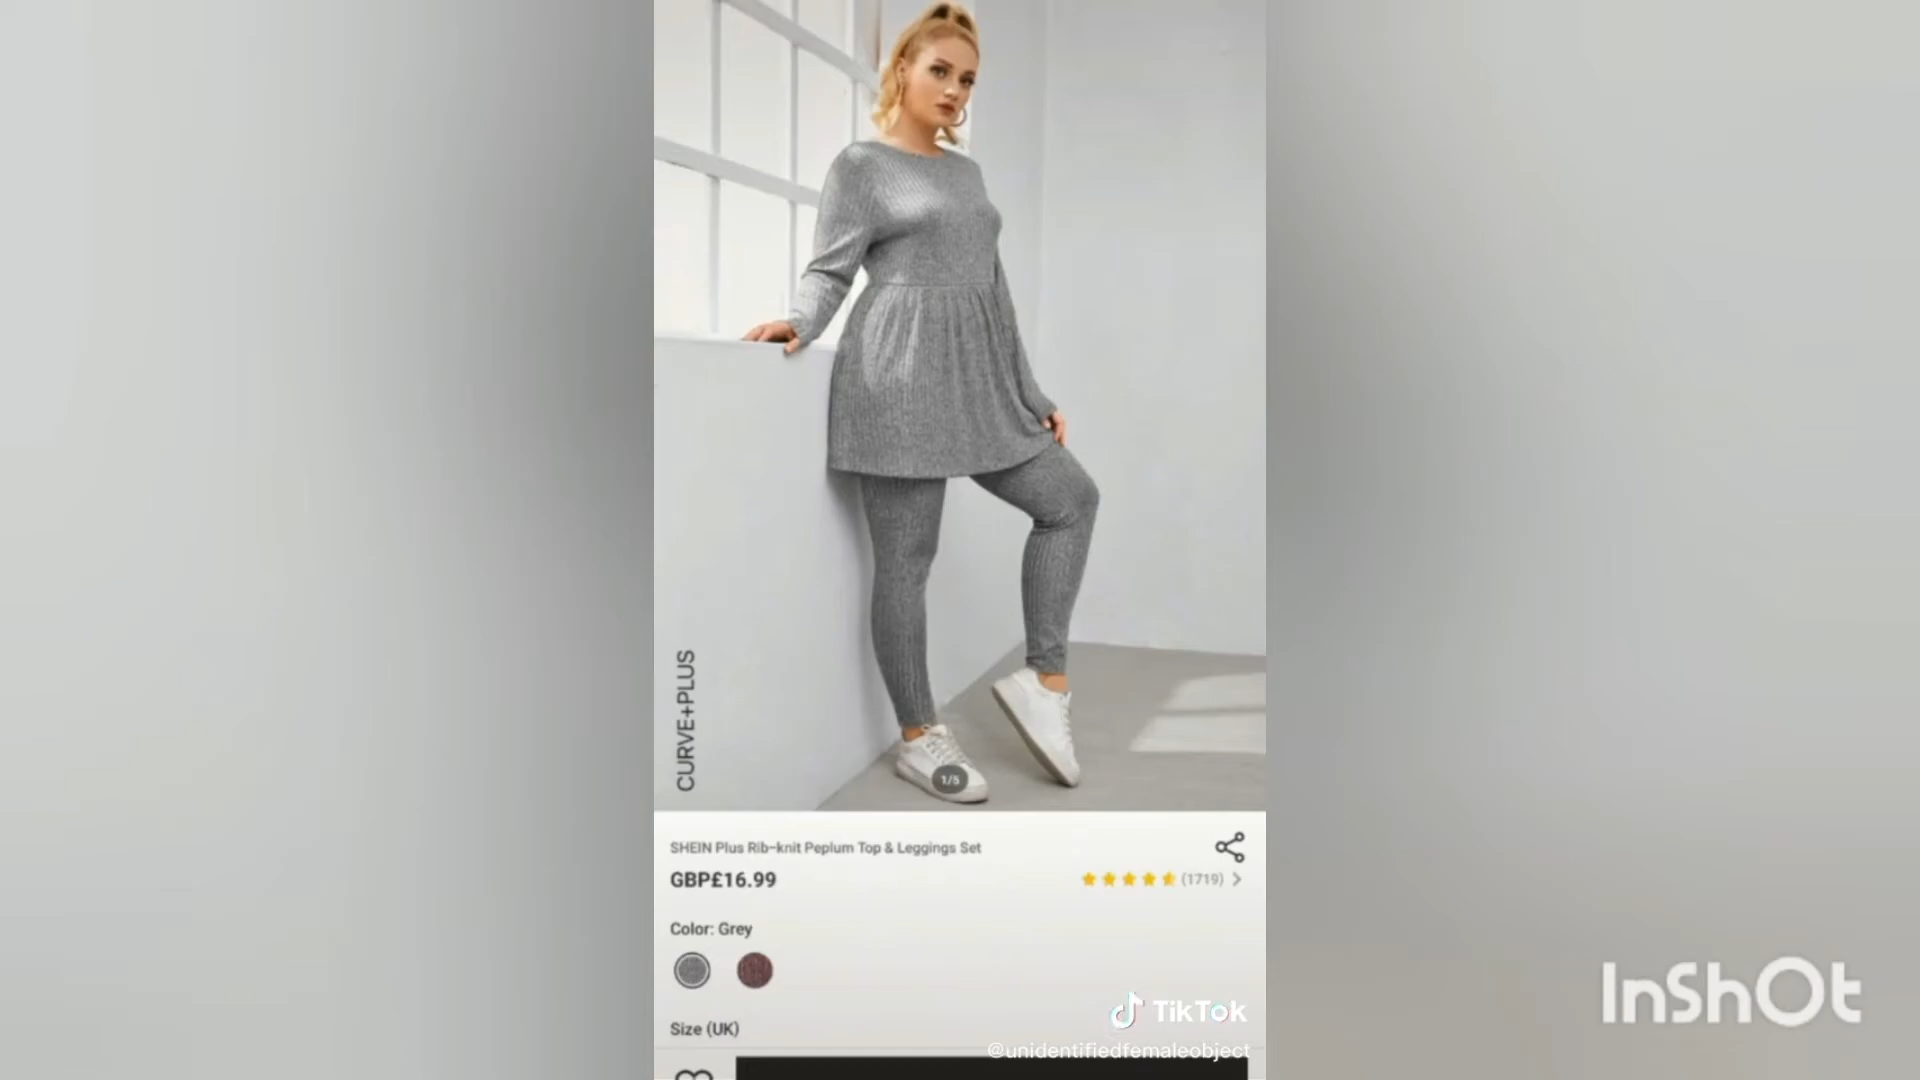 CURVE+PLUS
1/5
SHEIN Plus Rib-knit Peplum Top & Leggings Set
GBP£16.99
(1719)
Color: Grey
Size (UK)
TikTok
@unidentifiedfemaleobject
InShOt